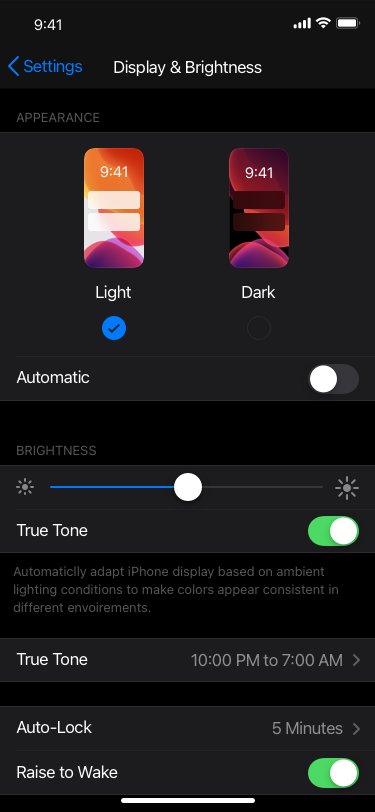 9:41
Settings
Display & Brightness
APPEARANCE
9:41
9:41
Light
Dark
Automatic
BRIGHTNESS
True Tone
Automaticlly adapt iPhone display based on ambient
lighting conditions to make colors appear consistent in
different envoirements.
True Tone
10:00 PM to 7:00 AM
Auto-Lock
5 Minutes
Raise to Wake